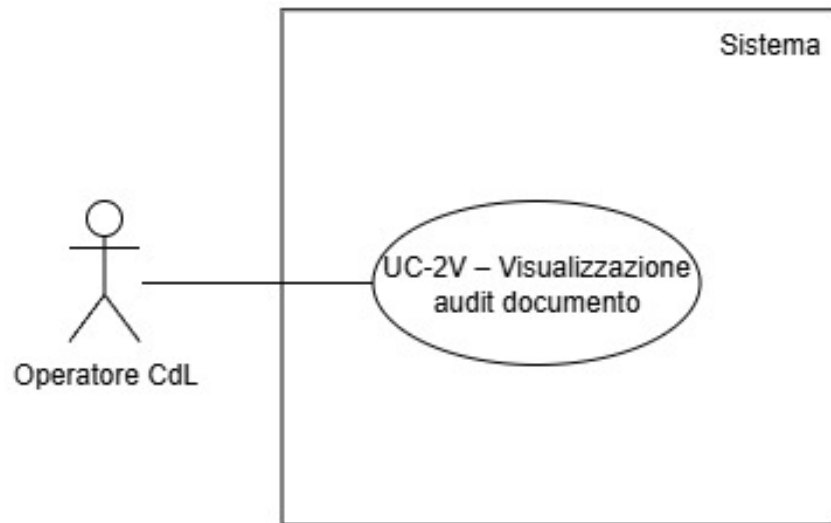 Sistema
UC-2V – Visualizzazione
audit documento
Operatore CdL